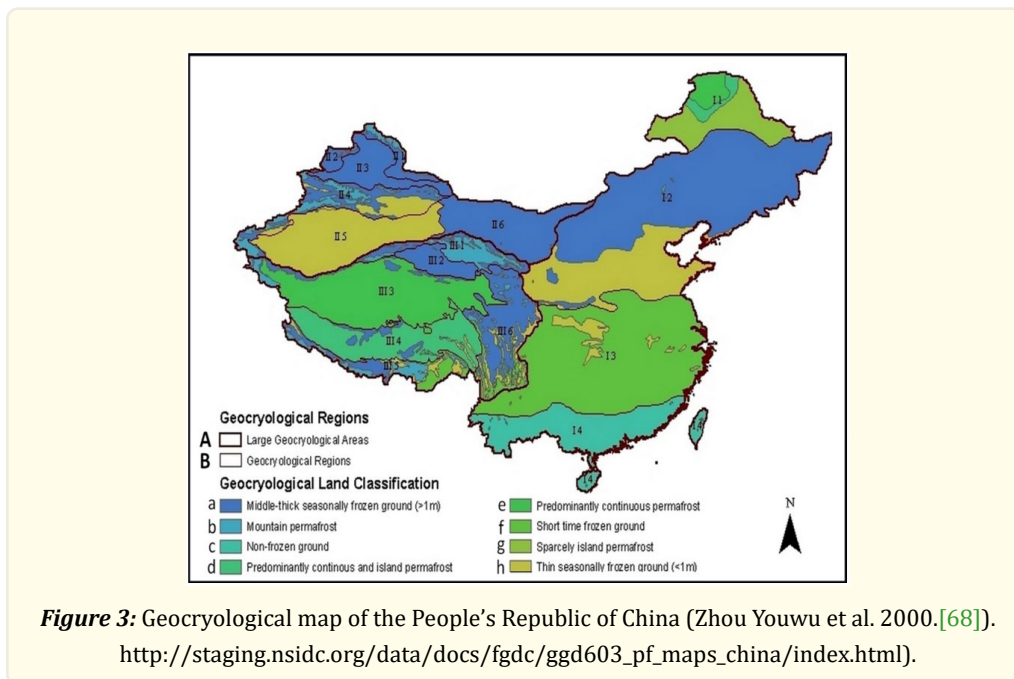 I1
II2
II1
II3
I2
II4
II6
II5
III1
III2
III3
III6
I3
III4
III5
I4
I4
I4
N
Geocryological Regions
A Large Geocryological Areas
B Geocryological Regions
Geocryological Land Classification
a Middle-thick seasonally frozen ground (>1m)
b Mountain permafrost
c Non-frozen ground
d Predominantly continous and island permafrost
e Predominantly continuous permafrost
f Short time frozen ground
g Sparcely island permafrost
h Thin seasonally frozen ground (<1m)
Figure 3: Geocryological map of the People's Republic of China (Zhou Youwu et al. 2000.[68]).
http://staging.nsidc.org/data/docs/fgdc/ggd603_pf_maps_china/index.html).